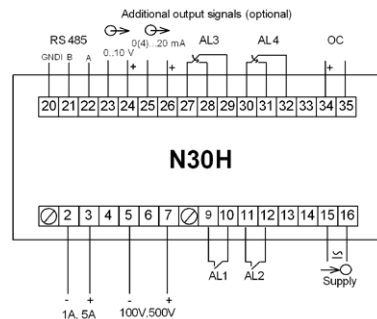 Additional output signals (optional)
RS 485 0(4)...20 mA AL3 AL4 OC
GND B A 0..10 V + + +
20 21 22 23 24 25 26 27 28 29 30 31 32 33 34 35
N30H
2 3 4 5 6 7 9 10 11 12 13 14 15 16
AL1 AL2
Supply
- + - +
1A, 5A 100V,500V